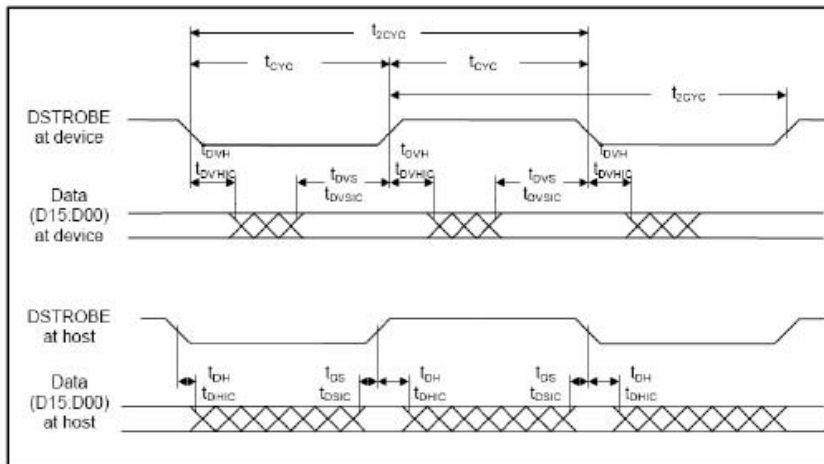 t2CYC
tCYC tCYC
t2CYC
DSTROBE
at device
tDVH tDVH tDVH
tDVHIC tDVS tDVHIC tDVS tDVHIC
tDVSIC tDVSIC
Data
(D15:D00)
at device
DSTROBE
at host
tDH tDS tDH tDS tDH
tDHIC tDSIC tDHIC tDSIC tDHIC
Data
(D15:D00)
at host